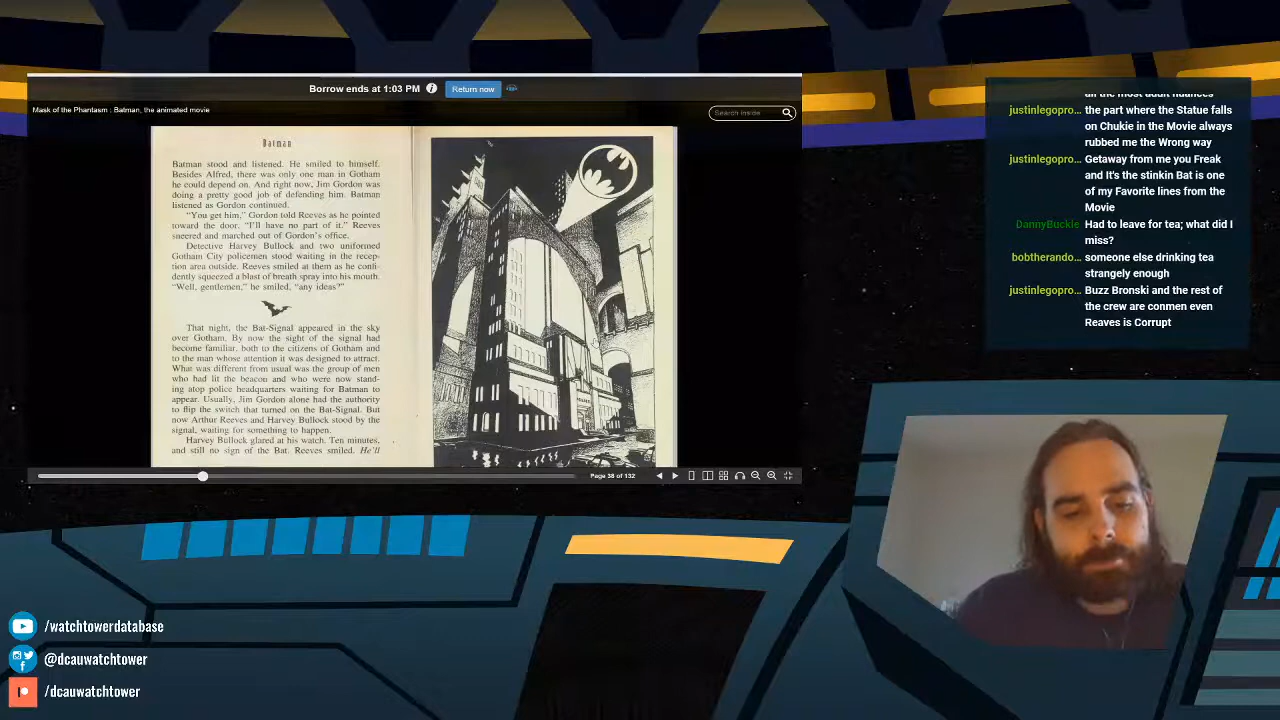 Borrow ends at 1:03 PM
Return now
Mask of the Phantasm : Batman, the animated movie
Search inside
Batman
Batman stood and listened. He smiled to himself.
Besides Alfred, there was only one man in Gotham
he could depend on. And right now, Jim Gordon was
doing a pretty good job of defending him. Batman
listened as Gordon continued.
"You get him," Gordon told Reeves as he pointed
toward the door. "I'll have no part of it." Reeves
sneered and marched out of Gordon's office.
Detective Harvey Bullock and two uniformed
Gotham City policemen stood waiting in the recep-
tion area outside. Reeves smiled at them as he confi-
dently squeezed a blast of breath spray into his mouth.
"Well, gentlemen," he smiled, "any ideas?"
That night, the Bat-Signal appeared in the sky
over Gotham. By now the sight of the signal had
become familiar, both to the citizens of Gotham and
to the man whose attention it was designed to attract.
What was different from usual was the group of men
who had lit the beacon and who were now stand-
ing atop police headquarters waiting for Batman to
appear. Usually, Jim Gordon alone had the authority
to flip the switch that turned on the Bat-Signal. But
now Arthur Reeves and Harvey Bullock stood by the
signal, waiting for something to happen.
Harvey Bullock glared at his watch. Ten minutes,
and still no sign of the Bat. Reeves smiled. He'll
Page 38 of 132
all the most adult nuances
justinlegopro... the part where the Statue falls
on Chukie in the Movie always
rubbed me the Wrong way
justinlegopro... Getaway from me you Freak
and It's the stinkin Bat is one
of my Favorite lines from the
Movie
DannyBuckie Had to leave for tea; what did I
miss?
bobtherando... someone else drinking tea
strangely enough
justinlegopro... Buzz Bronski and the rest of
the crew are conmen even
Reaves is Corrupt
/watchtowerdatabase
@dcauwatchtower
/dcauwatchtower